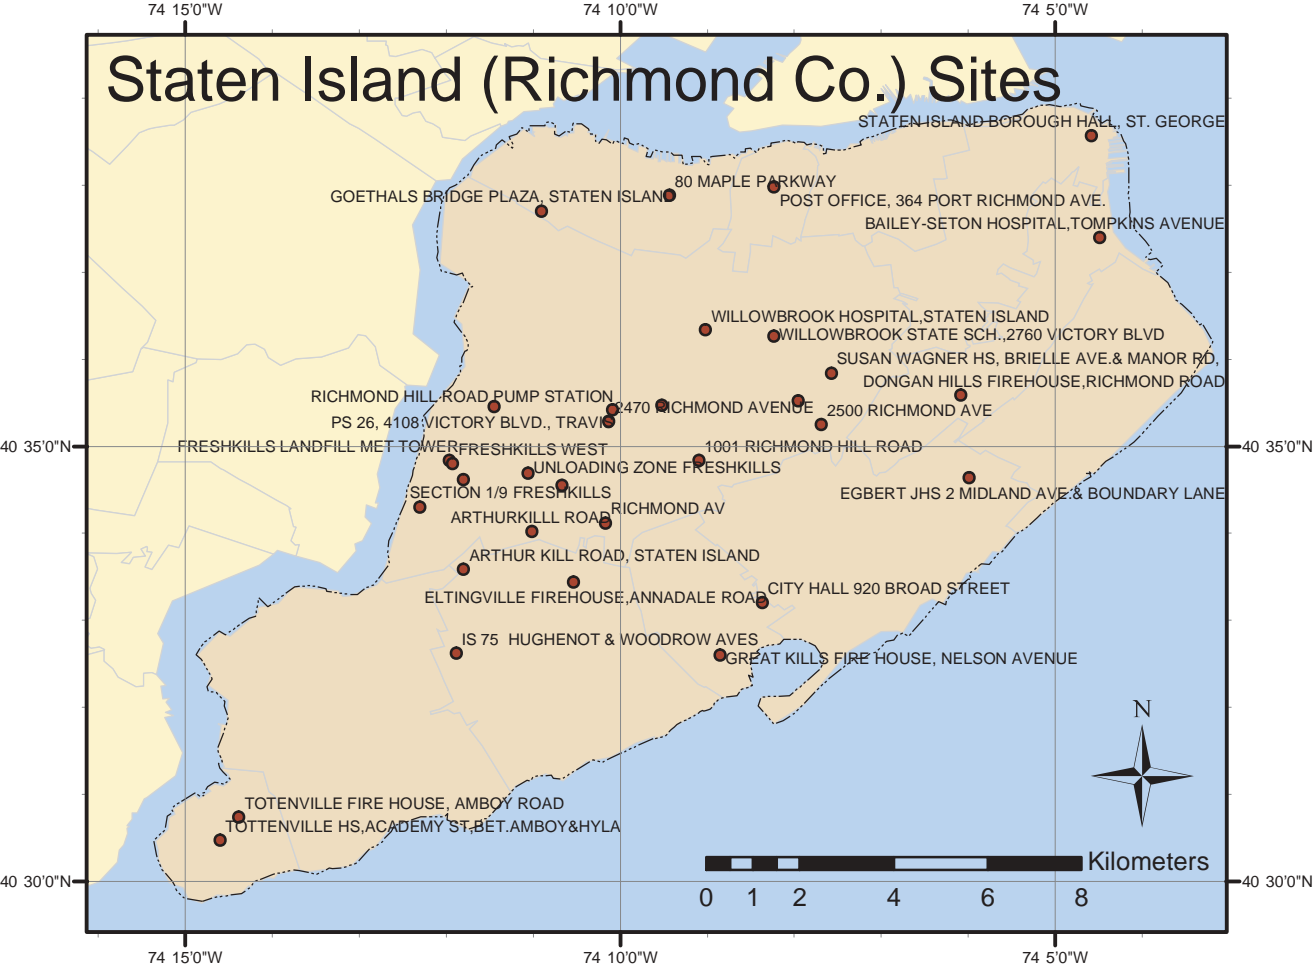 74 15'0"W 74 10'0"W 74 5'0"W
Staten Island (Richmond Co.) Sites
STATEN ISLAND BOROUGH HALL, ST. GEORGE
80 MAPLE PARKWAY
GOETHALS BRIDGE PLAZA, STATEN ISLAND
POST OFFICE, 364 PORT RICHMOND AVE.
BAILEY-SETON HOSPITAL,TOMPKINS AVENUE
WILLOWBROOK HOSPITAL,STATEN ISLAND
WILLOWBROOK STATE SCH.,2760 VICTORY BLVD
SUSAN WAGNER HS, BRIELLE AVE.& MANOR RD,
DONGAN HILLS FIREHOUSE,RICHMOND ROAD
RICHMOND HILL ROAD PUMP STATION
2470 RICHMOND AVENUE
2500 RICHMOND AVE
PS 26, 4108 VICTORY BLVD., TRAVIS
40 35'0"N 40 35'0"N
FRESHKILLS LANDFILL MET TOWER
FRESHKILLS WEST
1001 RICHMOND HILL ROAD
UNLOADING ZONE FRESHKILLS
SECTION 1/9 FRESHKILLS
EGBERT JHS 2 MIDLAND AVE.& BOUNDARY LANE
RICHMOND AV
ARTHURKILLL ROAD
ARTHUR KILL ROAD, STATEN ISLAND
CITY HALL 920 BROAD STREET
ELTINGVILLE FIREHOUSE,ANNADALE ROAD
IS 75 HUGHENOT & WOODROW AVES
GREAT KILLS FIRE HOUSE, NELSON AVENUE
N
TOTENVILLE FIRE HOUSE, AMBOY ROAD
TOTTENVILLE HS,ACADEMY ST,BET.AMBOY&HYLA
Kilometers
40 30'0"N 40 30'0"N
0 1 2 4 6 8
74 15'0"W 74 10'0"W 74 5'0"W